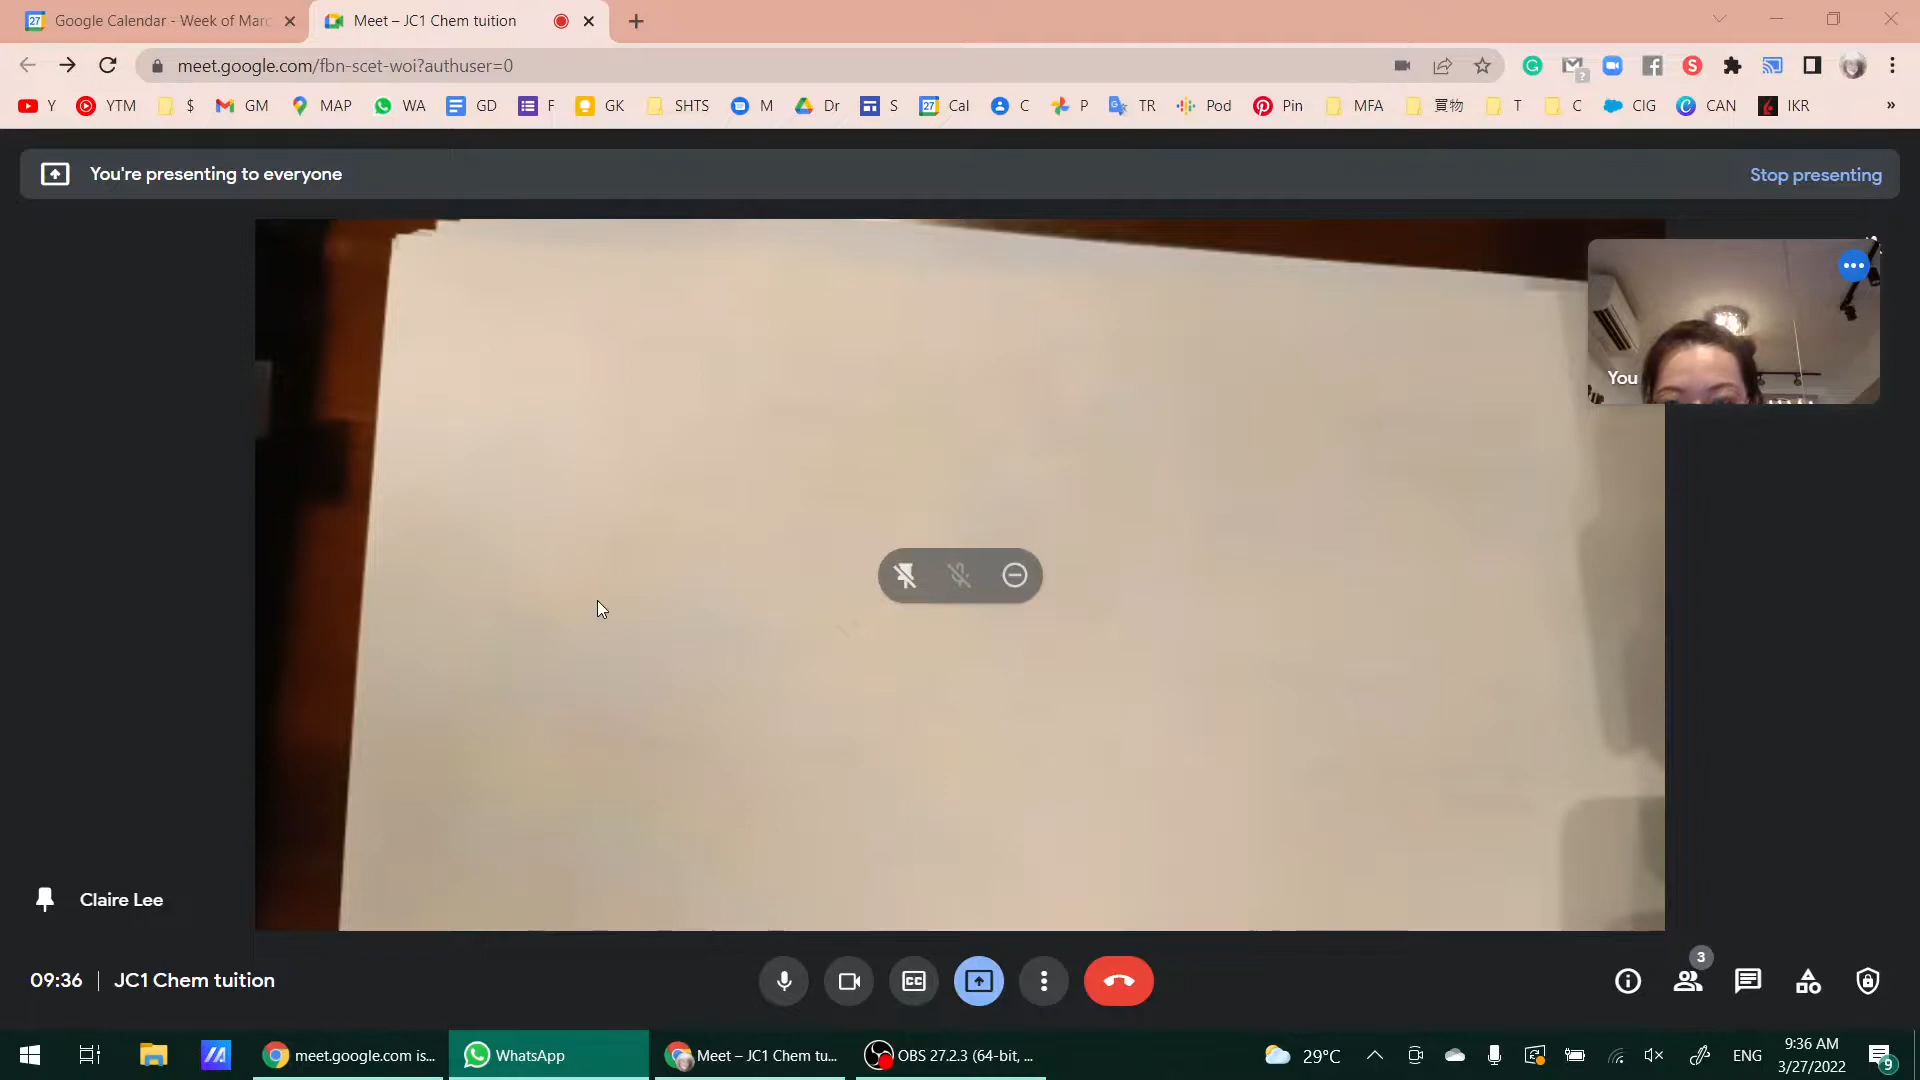 Google Calendar - Week of Marc
Meet – JC1 Chem tuition
meet.google.com/fbn-scet-woi?authuser=0
Y YTM $ GM MAP WA GD F GK SHTS M Dr S Cal C P TR Pod Pin MFA 買物 T C CIG CAN IKR »
You're presenting to everyone
Stop presenting
You
Claire Lee
09:36 | JC1 Chem tuition
3
meet.google.com is...
WhatsApp
Meet – JC1 Chem tu...
OBS 27.2.3 (64-bit, ...
29°C
ENG
9:36 AM
3/27/2022
9